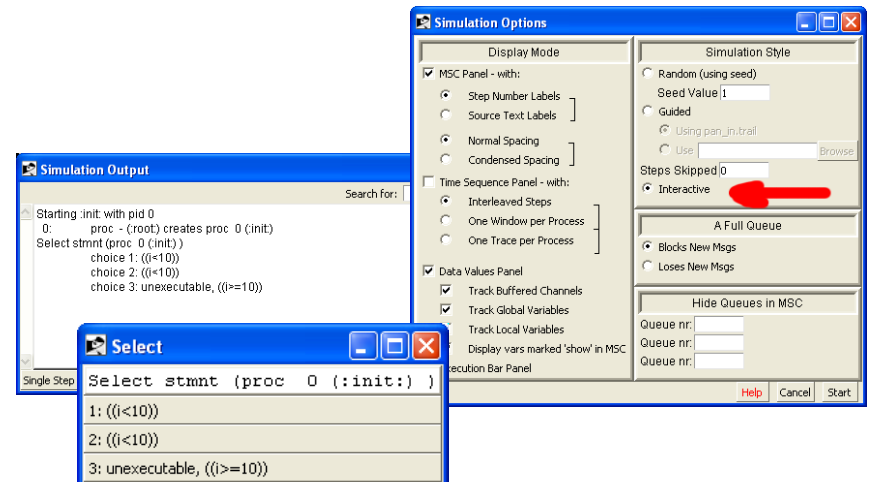 Simulation Options
Display Mode
MSC Panel - with:
Step Number Labels
Source Text Labels
Normal Spacing
Condensed Spacing
Time Sequence Panel - with:
Interleaved Steps
One Window per Process
One Trace per Process
Data Values Panel
Track Buffered Channels
Track Global Variables
Track Local Variables
Display vars marked 'show' in MSC
ecution Bar Panel
Simulation Style
Random (using seed)
Seed Value 1
Guided
Using pan_in.trail
Use Browse
Steps Skipped 0
Interactive
A Full Queue
Blocks New Msgs
Loses New Msgs
Hide Queues in MSC
Queue nr:
Queue nr:
Queue nr:
Help Cancel Start
Simulation Output
Search for:
Starting :init: with pid 0
0: proc - (:root:) creates proc 0 (:init:)
Select stmnt (proc 0 (:init:) )
choice 1: ((i<10))
choice 2: ((i<10))
choice 3: unexecutable, ((i>=10))
Single Step
Select
Select stmnt (proc 0 (:init:) )
1: ((i<10))
2: ((i<10))
3: unexecutable, ((i>=10))